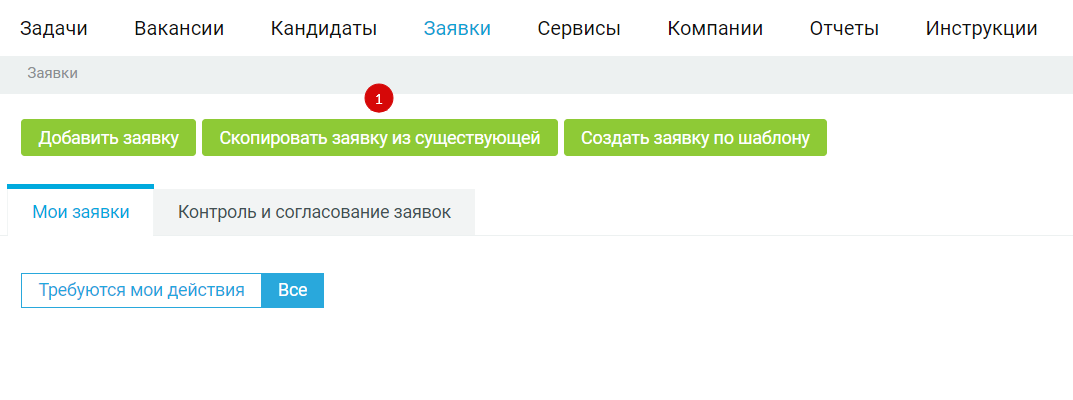 Задачи Вакансии Кандидаты Заявки Сервисы Компании Отчеты Инструкции
Заявки
1
Добавить заявку Скопировать заявку из существующей Создать заявку по шаблону
Мои заявки Контроль и согласование заявок
Требуются мои действия Все